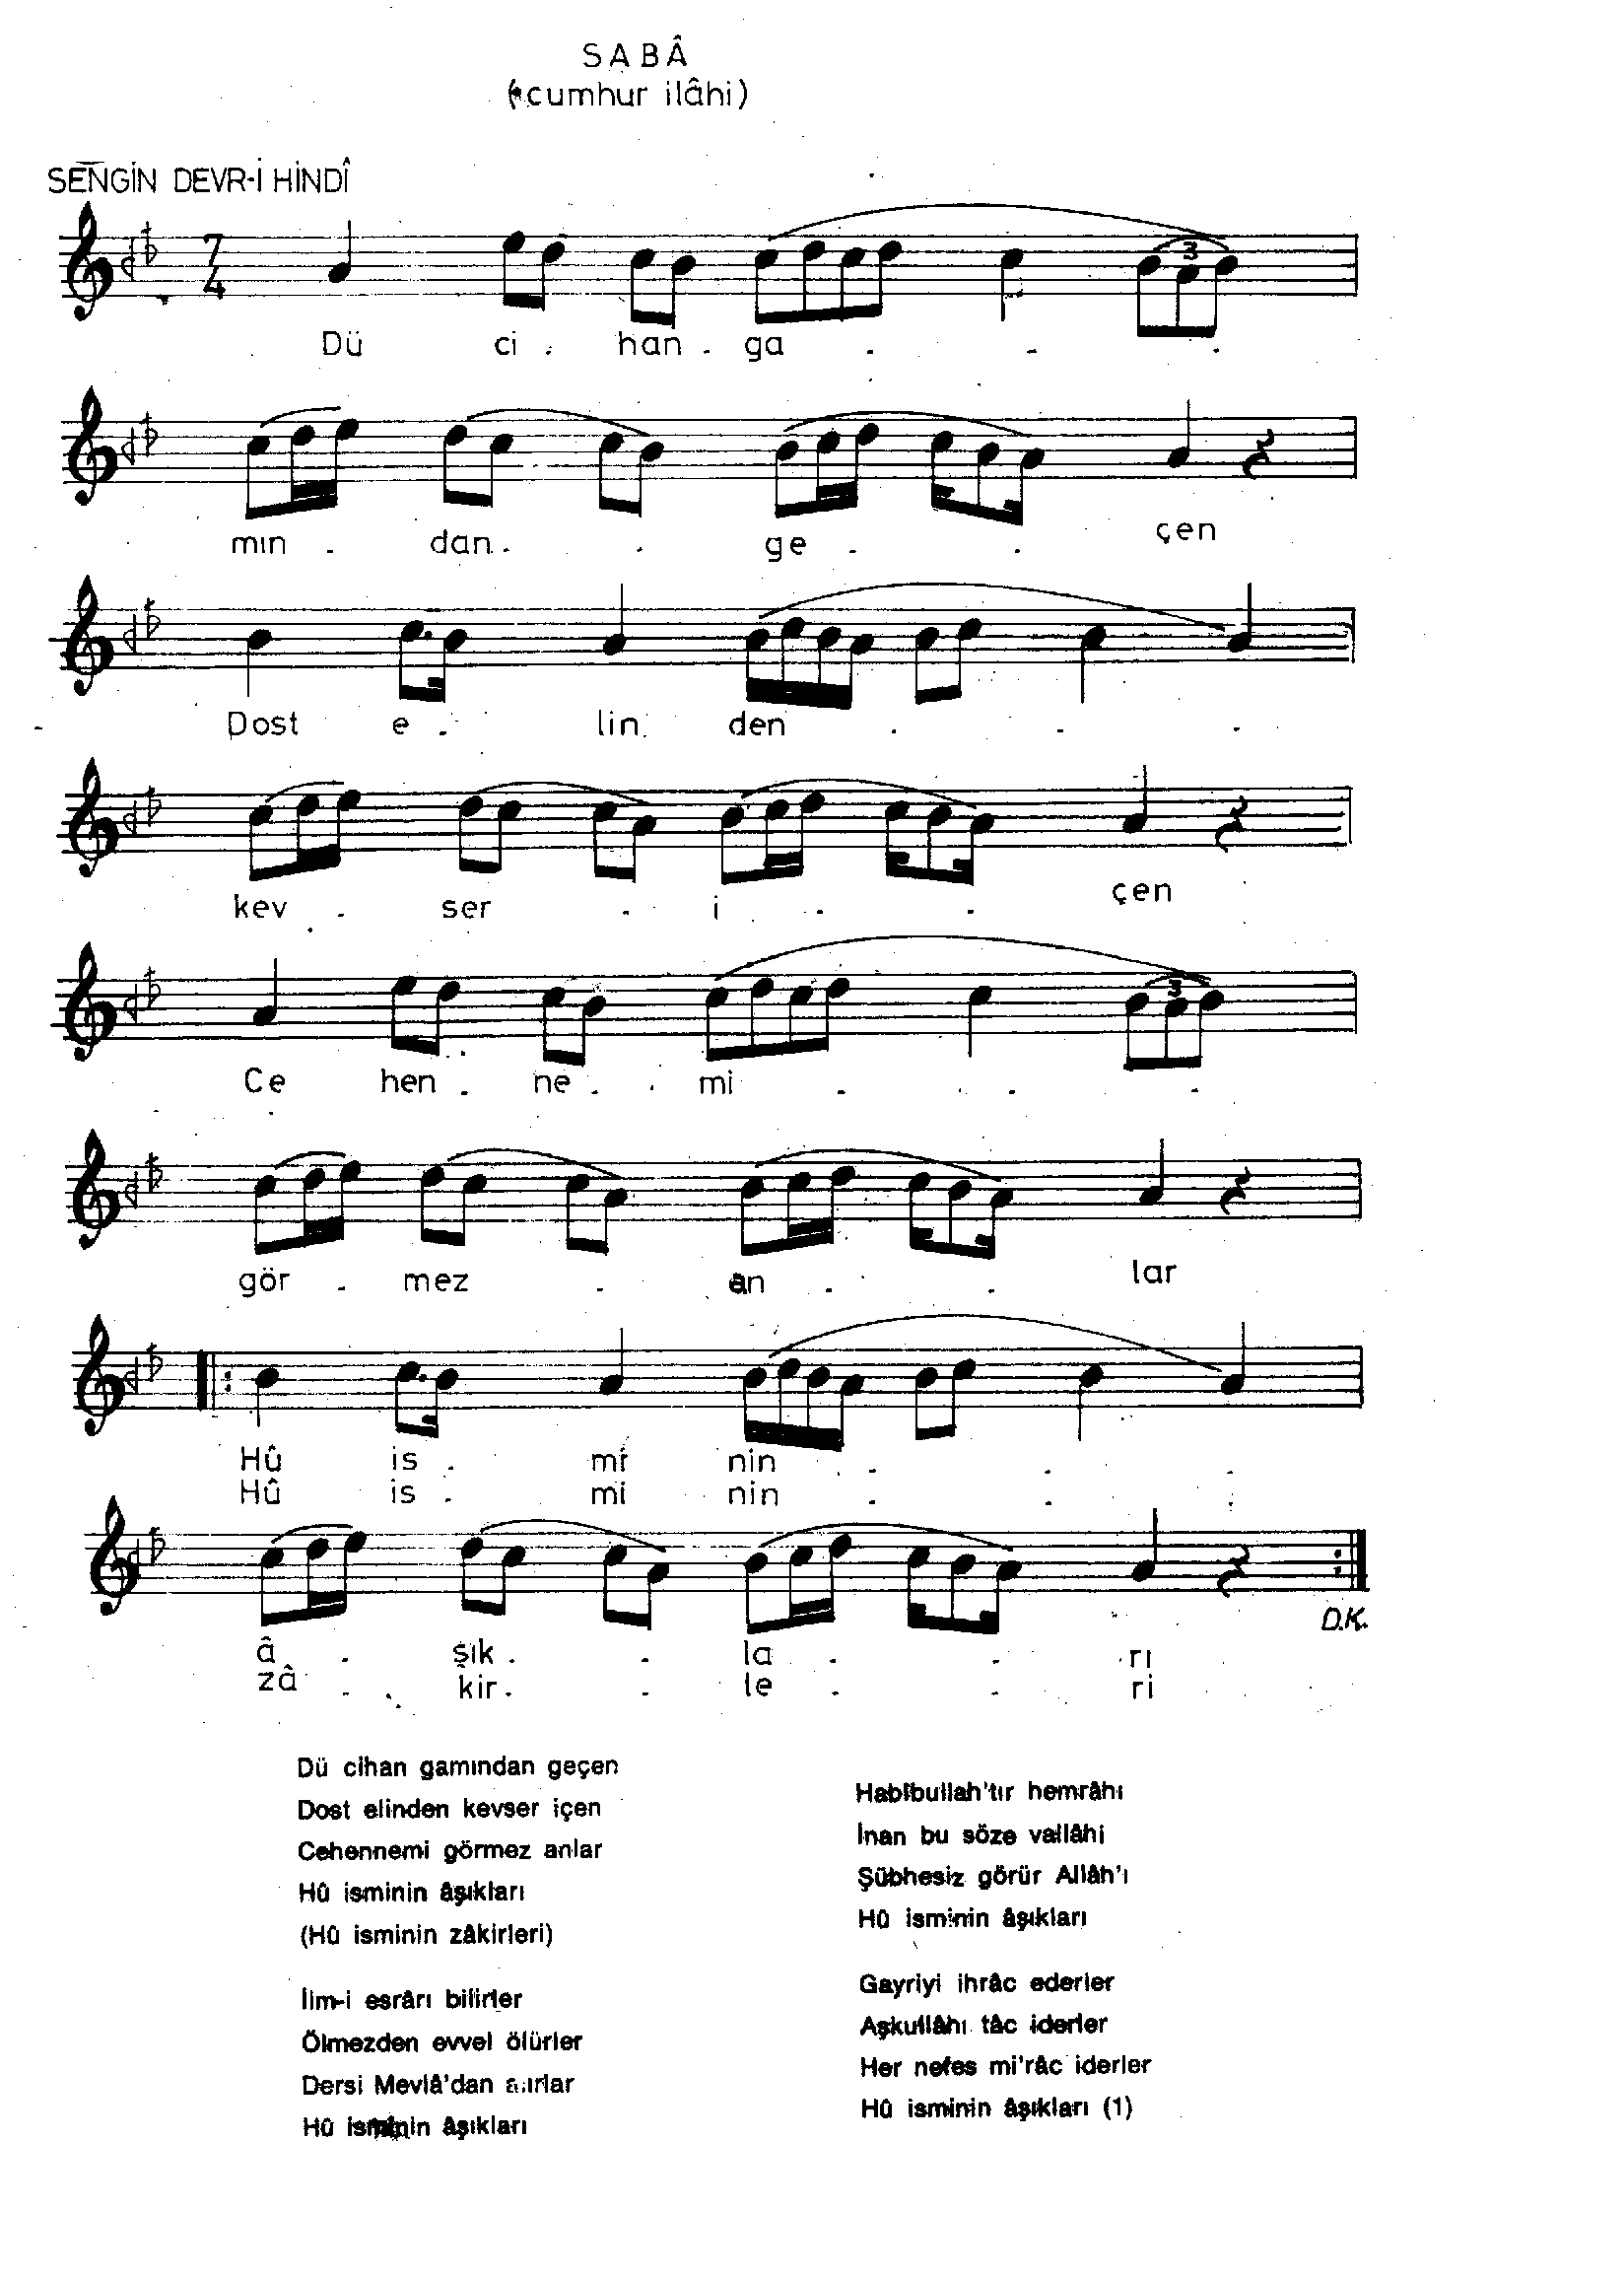 SABÂ
(cumhur ilâhi)
SENGİN DEVR-İ HİNDÎ
7
4
3
Dü ci . han . ga . . .
mın . dan . . ge . . çen
Dost e . lin. den . . .
kev . ser . i . . çen
3
Ce hen . ne . . mi . . .
gör . mez . an . . lar
Hû is . mi nin . . .
Hû is . mi nin . . .
D.K.
â . şık . . la . . rı
zâ . . kir . . le . . ri
Dü cihan gamından geçen
Dost elinden kevser içen
Cehennemi görmez anlar
Hû isminin âşıkları
(Hû isminin zâkirleri)
İlm-i esrârı bilirler
Ölmezden evvel ölürler
Dersi Mevlâ'dan alırlar
Hû isminin âşıkları
Habîbullah'tır hemrâhı
İnan bu söze vallâhi
Şübhesiz görür Allâh'ı
Hû isminin âşıkları
Gayriyi ihrâc ederler
Aşkullâhı tâc iderler
Her nefes mi'râc iderler
Hû isminin âşıkları (1)